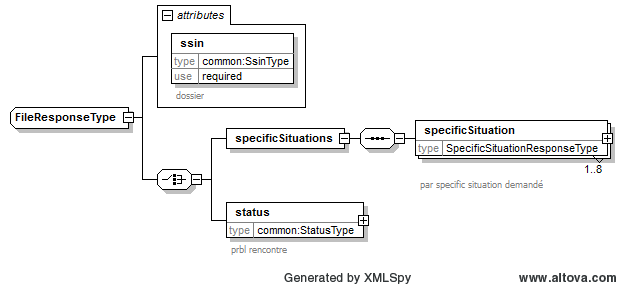 attributes
ssin
type common:SsinType
use required
dossier
FileResponseType
specificSituations
specificSituation
type SpecificSituationResponseType
1..8
par specific situation demandé
status
type common:StatusType
prbl rencontre
Generated by XMLSpy www.altova.com